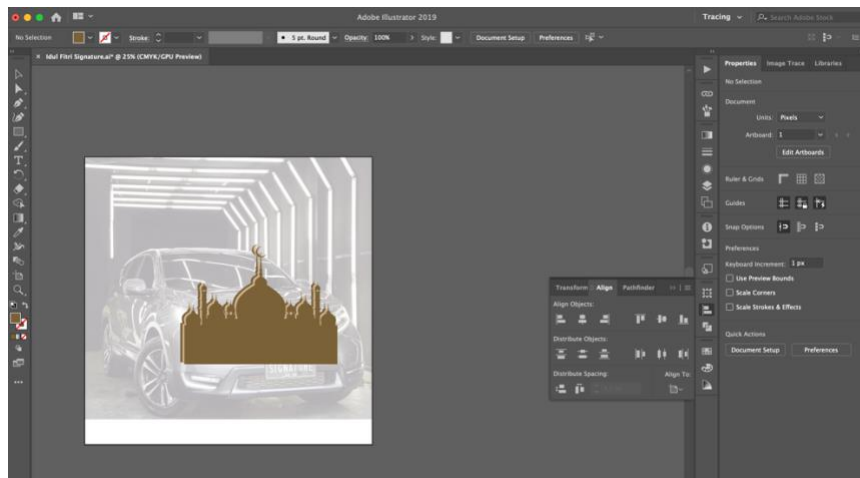 Adobe Illustrator 2019
Tracing
Search Adobe Stock
No Selection
Stroke:
5 pt. Round
Opacity: 100%
Style:
Document Setup
Preferences
× Idul Fitri Signature.ai* @ 25% (CMYK/GPU Preview)
Properties
Image Trace
Libraries
No Selection
Document
Units: Pixels
Artboard: 1
Edit Artboards
Ruler & Grids
Guides
Snap Options
Preferences
Keyboard Increment: 1 px
Use Preview Bounds
Scale Corners
Scale Strokes & Effects
Quick Actions
Document Setup
Preferences
Transform
Align
Pathfinder
Align Objects:
Distribute Objects:
Distribute Spacing:
Align To:
SIGNATURE